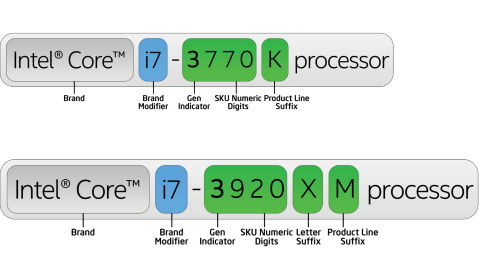 Intel® Core™ i7 - 3770 K processor
Brand Brand Modifier Gen Indicator SKU Numeric Digits Product Line Suffix
Intel® Core™ i7 - 3920 X M processor
Brand Brand Modifier Gen Indicator SKU Numeric Digits Letter Suffix Product Line Suffix